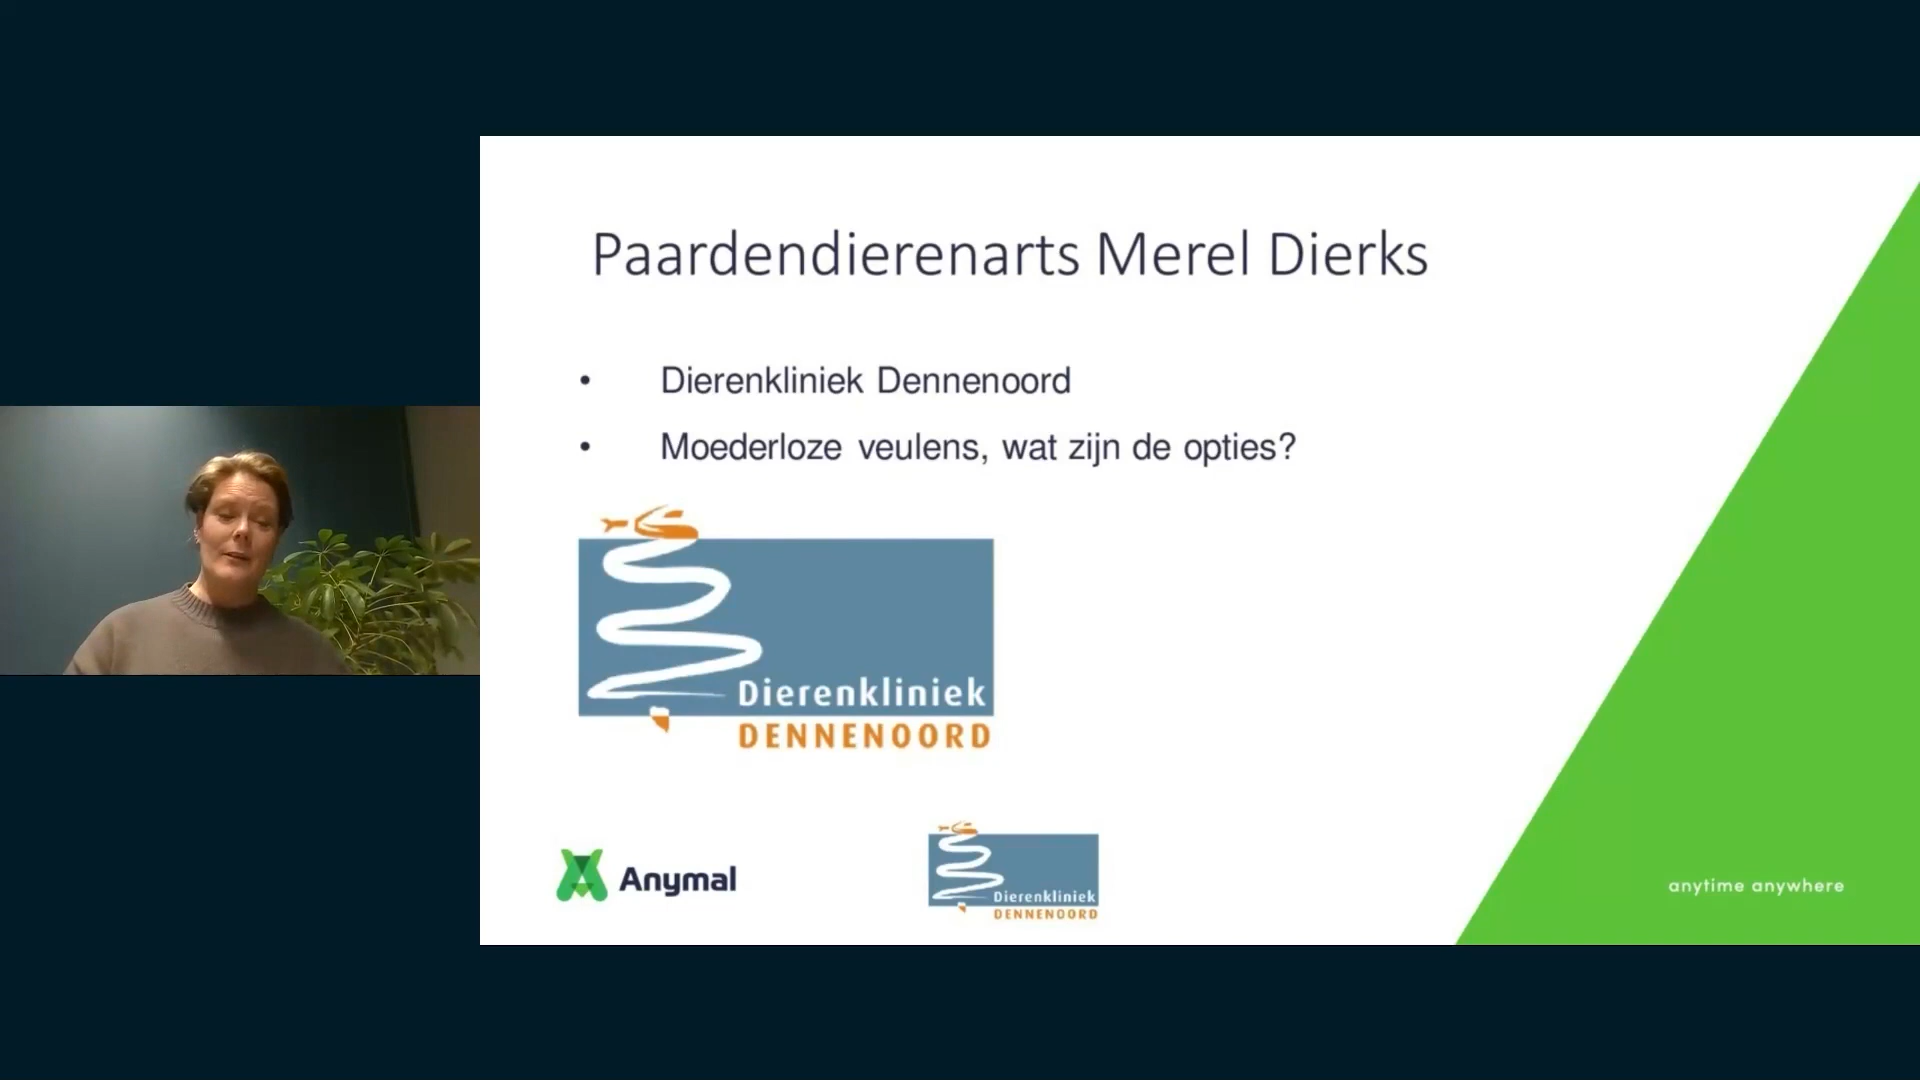 Paardendierenarts Merel Dierks
• Dierenkliniek Dennenoord
• Moederloze veulens, wat zijn de opties?
Dierenkliniek
DENNENOORD
Anymal
Dierenkliniek
DENNENOORD
anytime anywhere